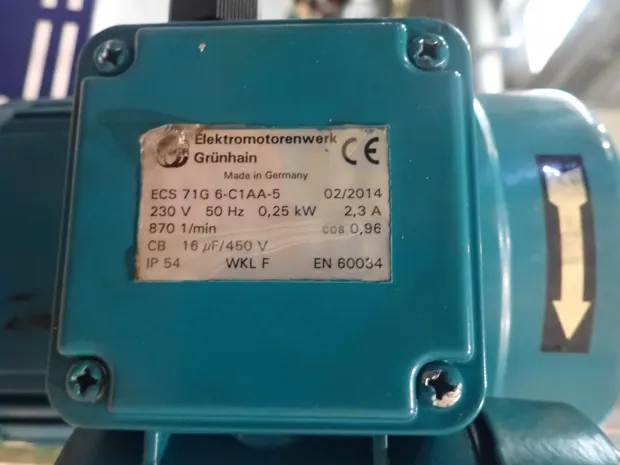 Elektromotorenwerk
Grünhain
CE
Made in Germany
ECS 71G 6-C1AA-5 02/2014
230 V 50 Hz 0,25 kW 2,3 A
870 1/min cos 0,96
CB 16 µF/450 V
IP 54 WKL F EN 60034